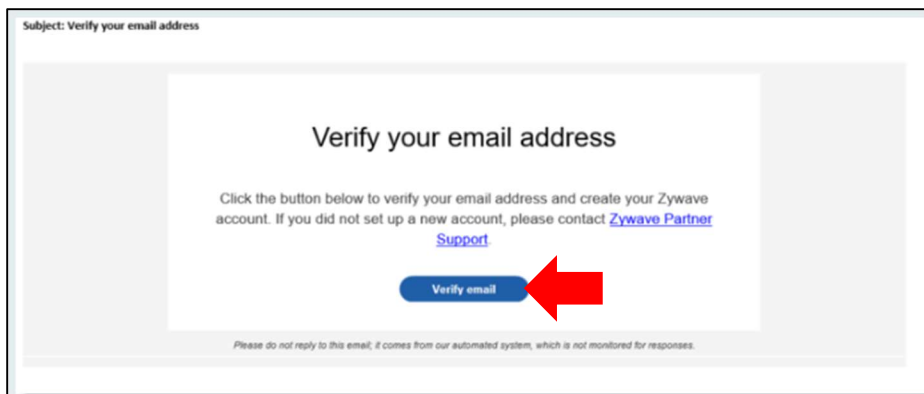 Subject: Verify your email address
Verify your email address
Click the button below to verify your email address and create your Zywave
account. If you did not set up a new account, please contact Zywave Partner
Support.
Verify email
Please do not reply to this email; it comes from our automated system, which is not monitored for responses.